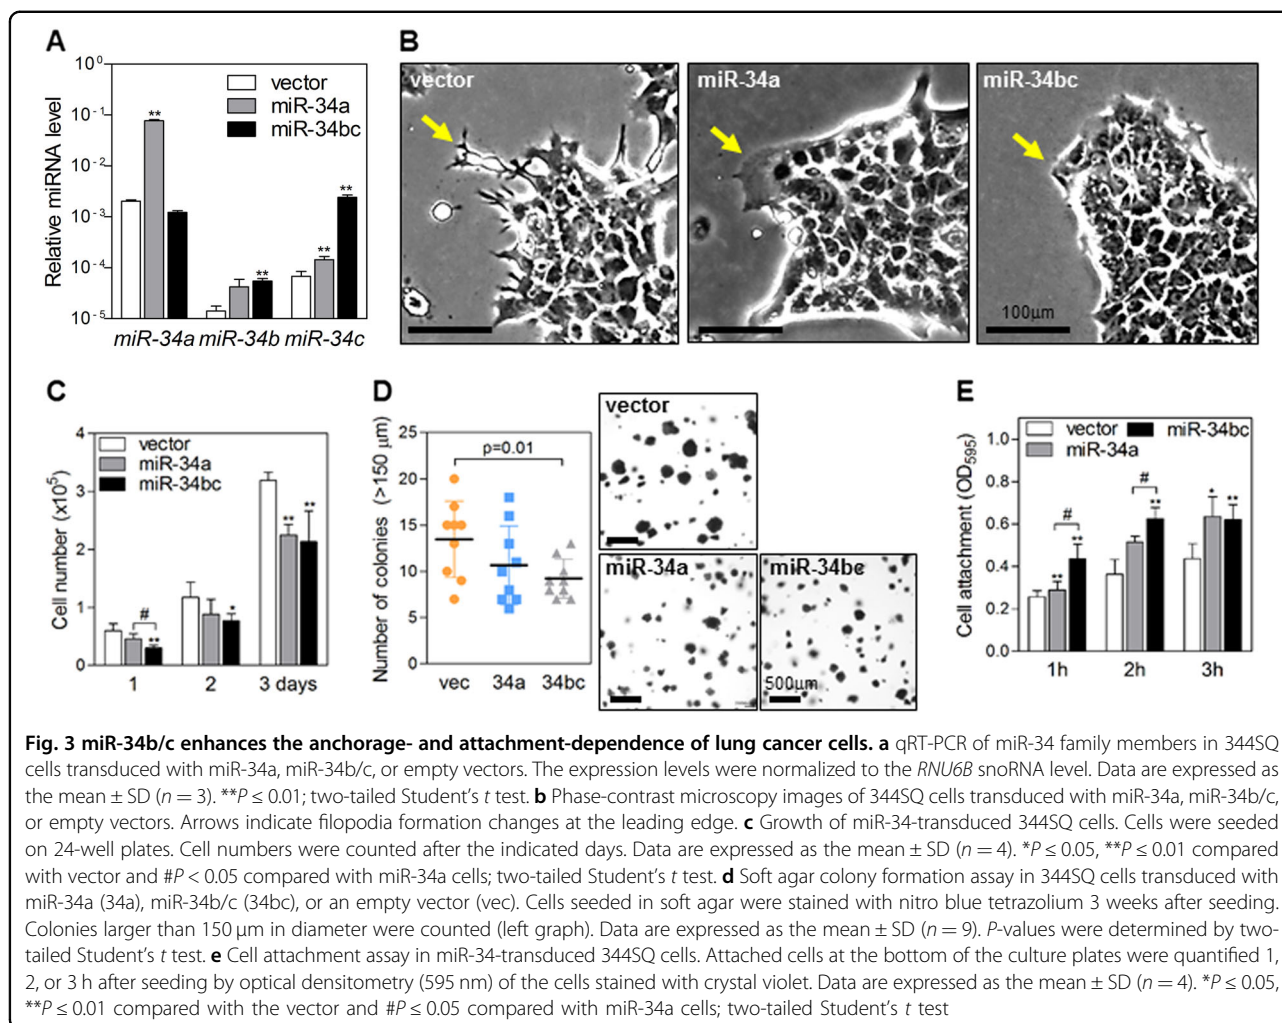 A
Relative miRNA level
10⁰
10⁻¹
10⁻²
10⁻³
10⁻⁴
10⁻⁵
vector
miR-34a
miR-34bc
**
**
**
**
miR-34a miR-34b miR-34c
B
vector
miR-34a
miR-34bc
100µm
C
Cell number (x10⁵)
4
3
2
1
0
vector
miR-34a
miR-34bc
#
**
*
**
**
1 2 3 days
D
Number of colonies (>150 µm)
25
20
15
10
5
0
p=0.01
vec 34a 34bc
vector
miR-34a
miR-34bc
500µm
E
Cell attachment (OD₅₉₅)
1.0
0.8
0.6
0.4
0.2
0.0
vector
miR-34bc
miR-34a
#
**
**
#
**
*
**
1h 2h 3h
Fig. 3 miR-34b/c enhances the anchorage- and attachment-dependence of lung cancer cells. a qRT-PCR of miR-34 family members in 344SQ
cells transduced with miR-34a, miR-34b/c, or empty vectors. The expression levels were normalized to the RNU6B snoRNA level. Data are expressed as
the mean ± SD (n = 3). **P ≤ 0.01; two-tailed Student's t test. b Phase-contrast microscopy images of 344SQ cells transduced with miR-34a, miR-34b/c,
or empty vectors. Arrows indicate filopodia formation changes at the leading edge. c Growth of miR-34-transduced 344SQ cells. Cells were seeded
on 24-well plates. Cell numbers were counted after the indicated days. Data are expressed as the mean ± SD (n = 4). *P ≤ 0.05, **P ≤ 0.01 compared
with vector and #P < 0.05 compared with miR-34a cells; two-tailed Student's t test. d Soft agar colony formation assay in 344SQ cells transduced with
miR-34a (34a), miR-34b/c (34bc), or an empty vector (vec). Cells seeded in soft agar were stained with nitro blue tetrazolium 3 weeks after seeding.
Colonies larger than 150 µm in diameter were counted (left graph). Data are expressed as the mean ± SD (n = 9). P-values were determined by two-
tailed Student's t test. e Cell attachment assay in miR-34-transduced 344SQ cells. Attached cells at the bottom of the culture plates were quantified 1,
2, or 3 h after seeding by optical densitometry (595 nm) of the cells stained with crystal violet. Data are expressed as the mean ± SD (n = 4). *P ≤ 0.05,
**P ≤ 0.01 compared with the vector and #P ≤ 0.05 compared with miR-34a cells; two-tailed Student's t test